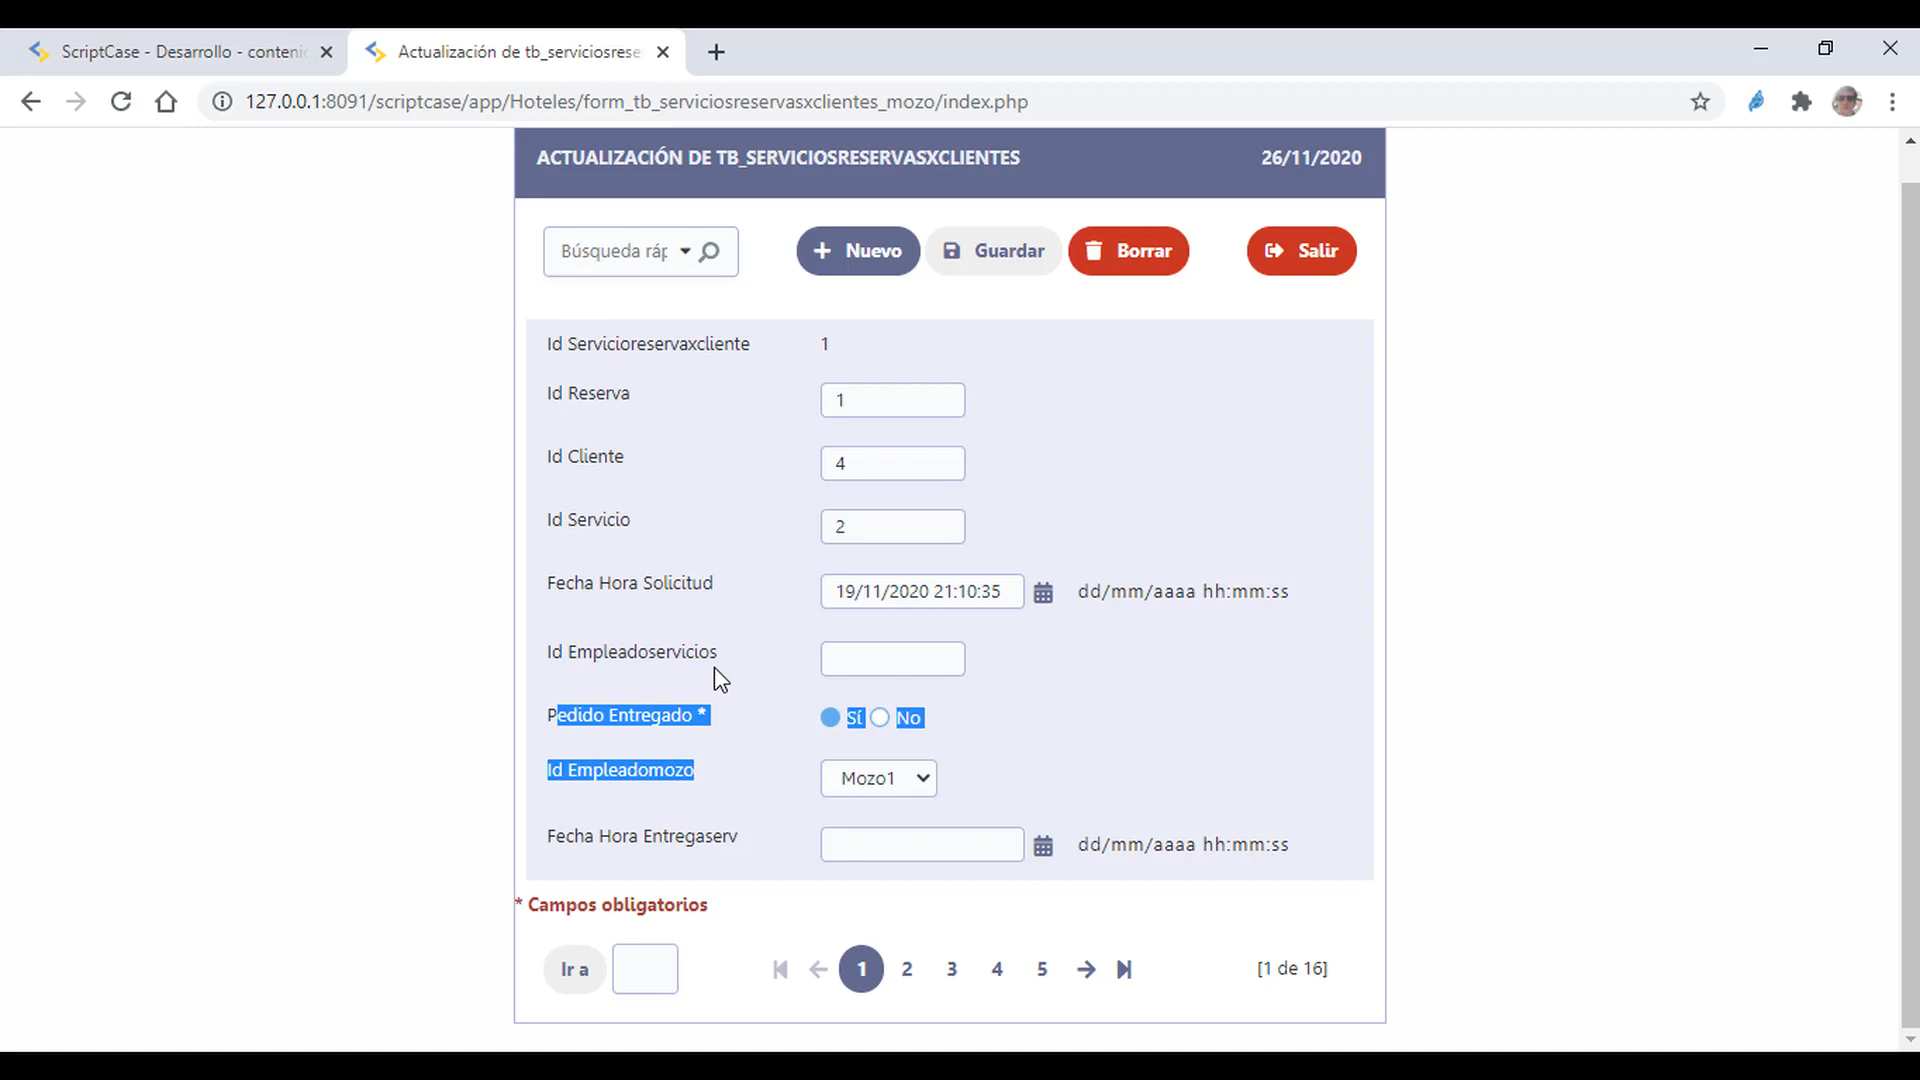 ScriptCase - Desarrollo - conteni
Actualización de tb_serviciosrese
127.0.0.1:8091/scriptcase/app/Hoteles/form_tb_serviciosreservasxclientes_mozo/index.php
ACTUALIZACIÓN DE TB_SERVICIOSRESERVASXCLIENTES 26/11/2020
Búsqueda ráp Nuevo Guardar Borrar Salir
Id Servicioreservaxcliente 1
Id Reserva 1
Id Cliente 4
Id Servicio 2
Fecha Hora Solicitud 19/11/2020 21:10:35 dd/mm/aaaa hh:mm:ss
Id Empleadoservicios
Pedido Entregado * Sí No
Id Empleadomozo Mozo1
Fecha Hora Entregaserv dd/mm/aaaa hh:mm:ss
* Campos obligatorios
Ir a 1 2 3 4 5 [1 de 16]